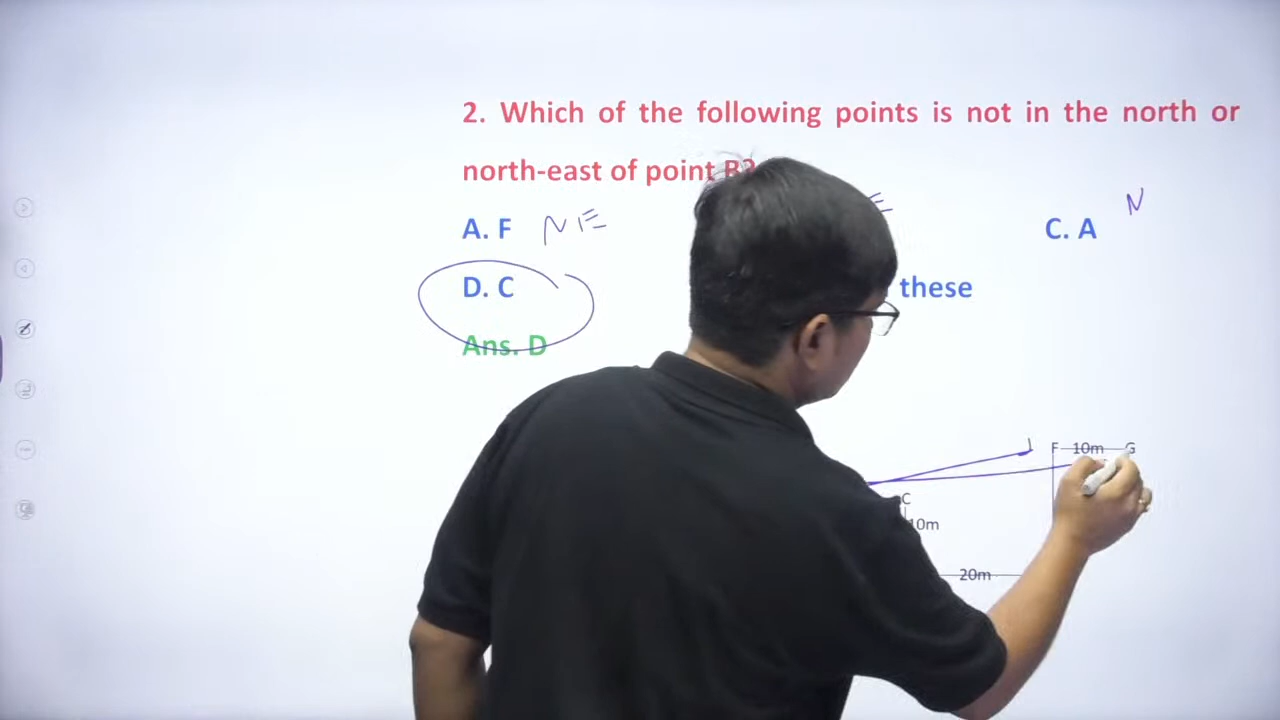 2. Which of the following points is not in the north or
north-east of point B?
A. F NE E C. A N
D. C these
Ans. D
F 10m G
C
10m
20m